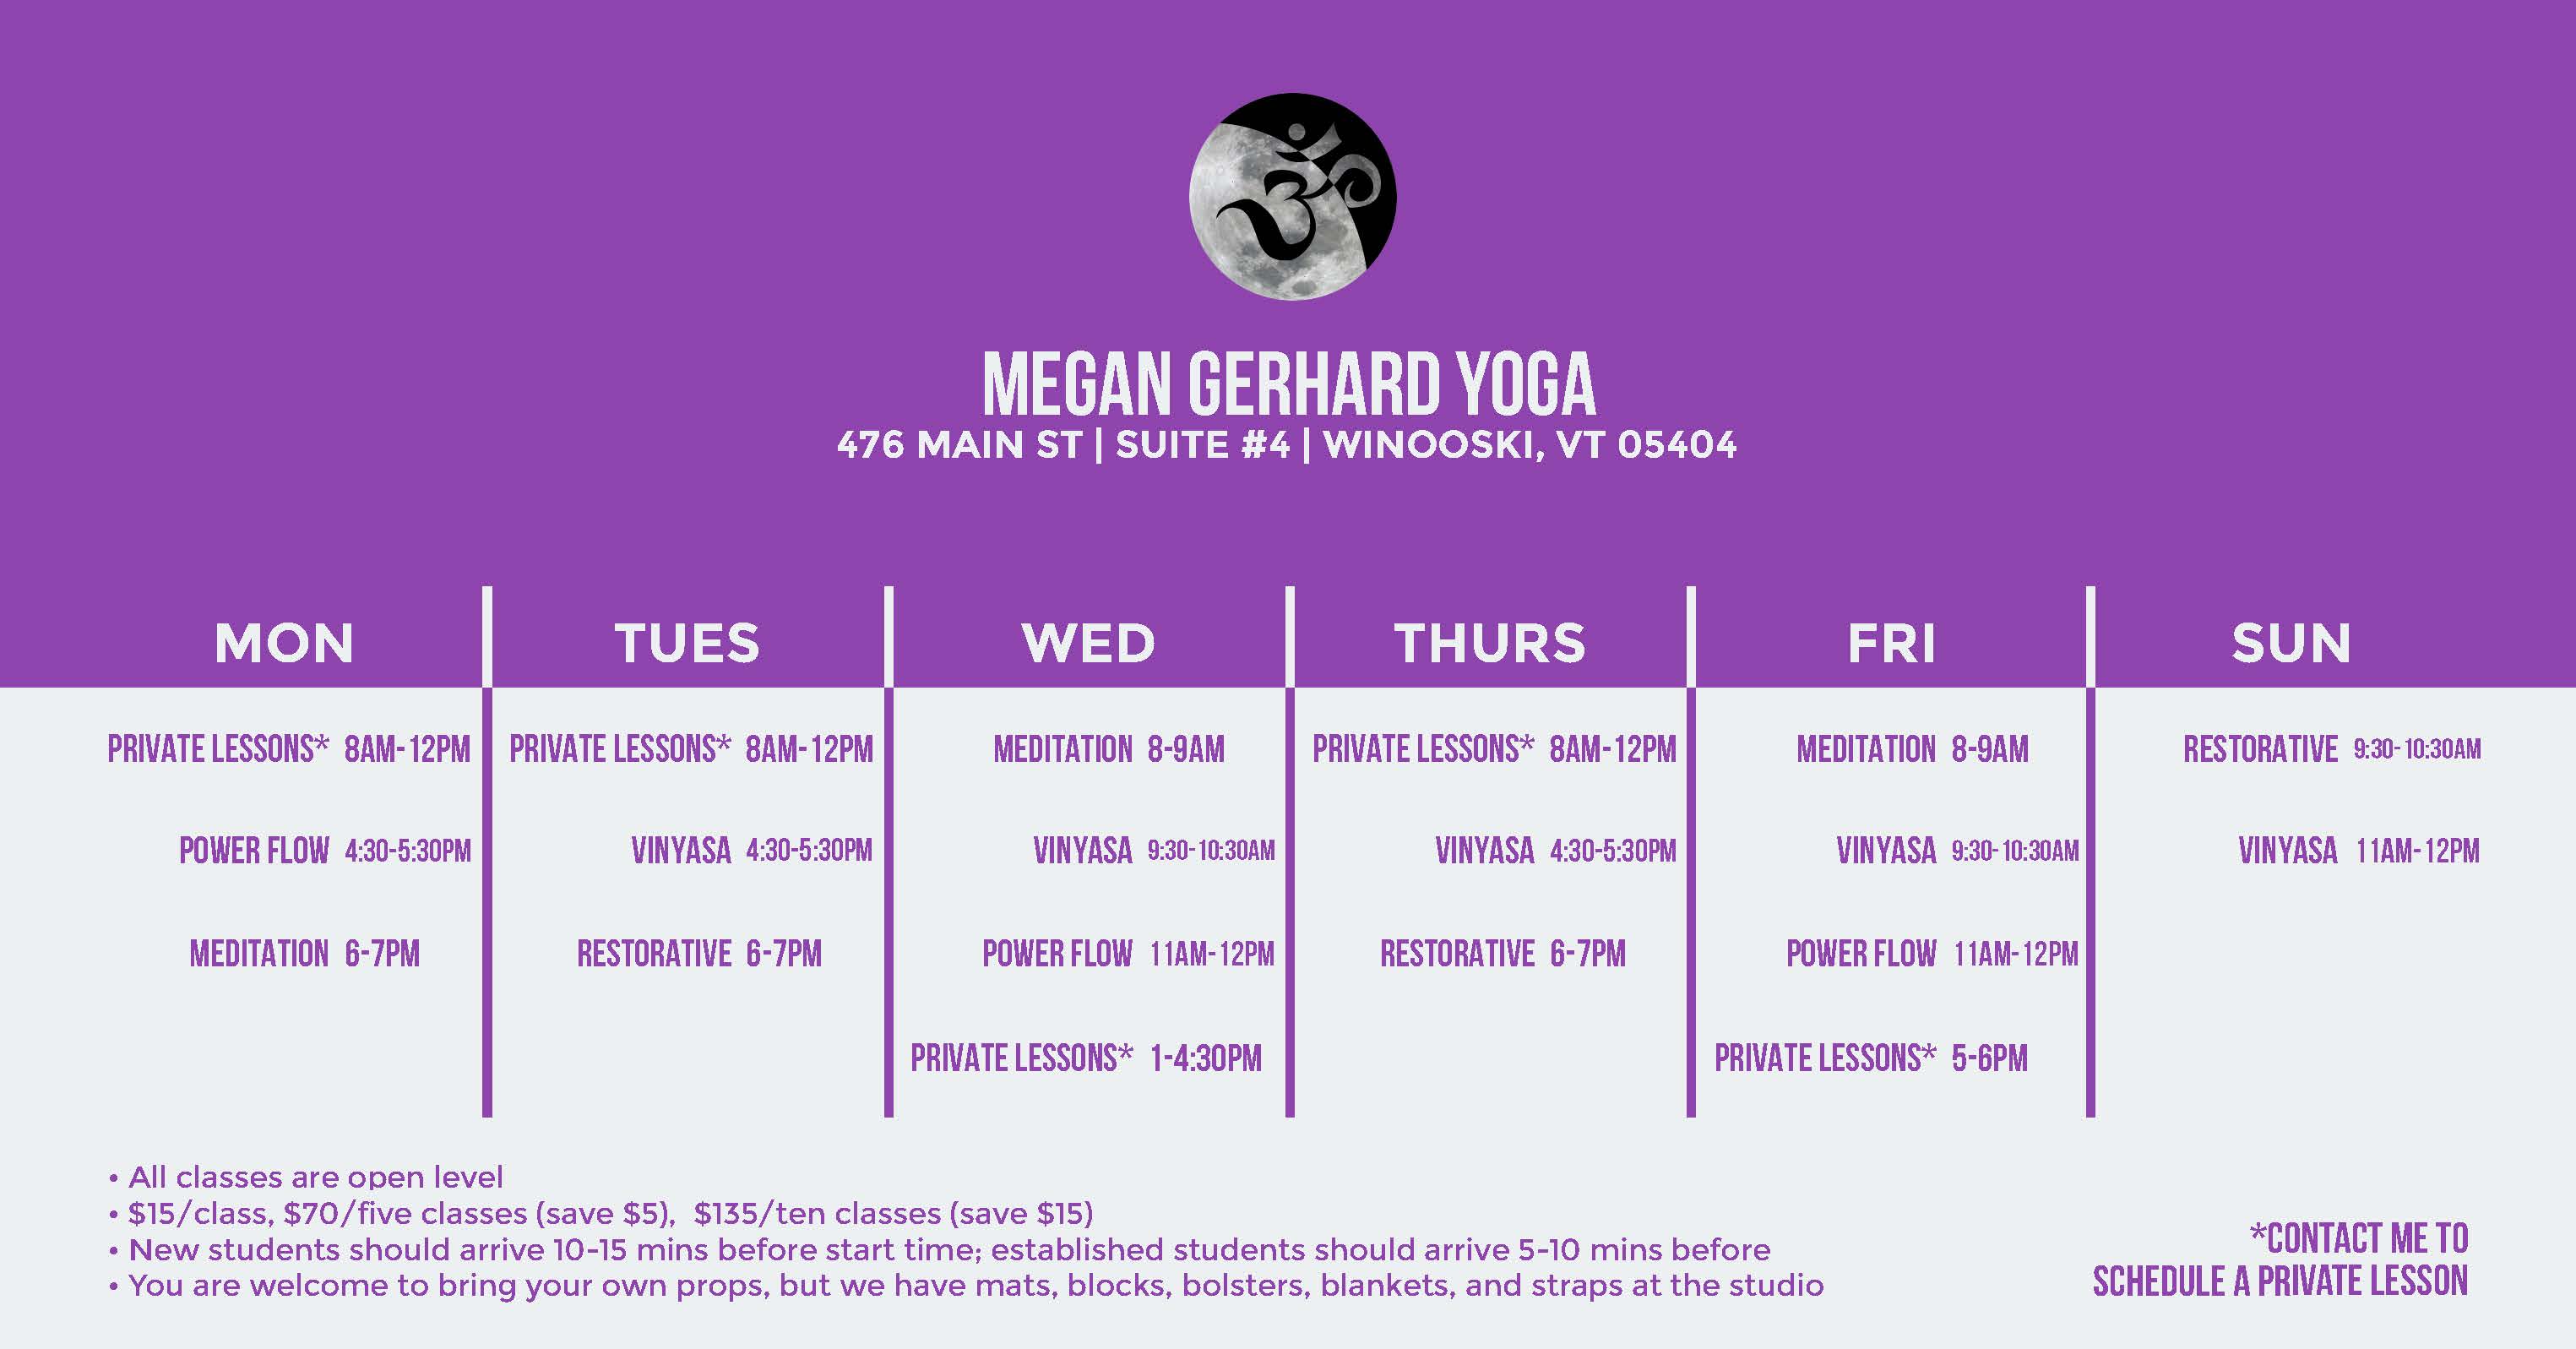 ॐ
MEGAN GERHARD YOGA
476 MAIN ST | SUITE #4 | WINOOSKI, VT 05404
MON
PRIVATE LESSONS* 8AM-12PM
POWER FLOW 4:30-5:30PM
MEDITATION 6-7PM
TUES
PRIVATE LESSONS* 8AM-12PM
VINYASA 4:30-5:30PM
RESTORATIVE 6-7PM
WED
MEDITATION 8-9AM
VINYASA 9:30-10:30AM
POWER FLOW 11AM-12PM
PRIVATE LESSONS* 1-4:30PM
THURS
PRIVATE LESSONS* 8AM-12PM
VINYASA 4:30-5:30PM
RESTORATIVE 6-7PM
FRI
MEDITATION 8-9AM
VINYASA 9:30-10:30AM
POWER FLOW 11AM-12PM
PRIVATE LESSONS* 5-6PM
SUN
RESTORATIVE 9:30-10:30AM
VINYASA 11AM-12PM
• All classes are open level
• $15/class, $70/five classes (save $5), $135/ten classes (save $15)
• New students should arrive 10-15 mins before start time; established students should arrive 5-10 mins before
• You are welcome to bring your own props, but we have mats, blocks, bolsters, blankets, and straps at the studio
*CONTACT ME TO
SCHEDULE A PRIVATE LESSON